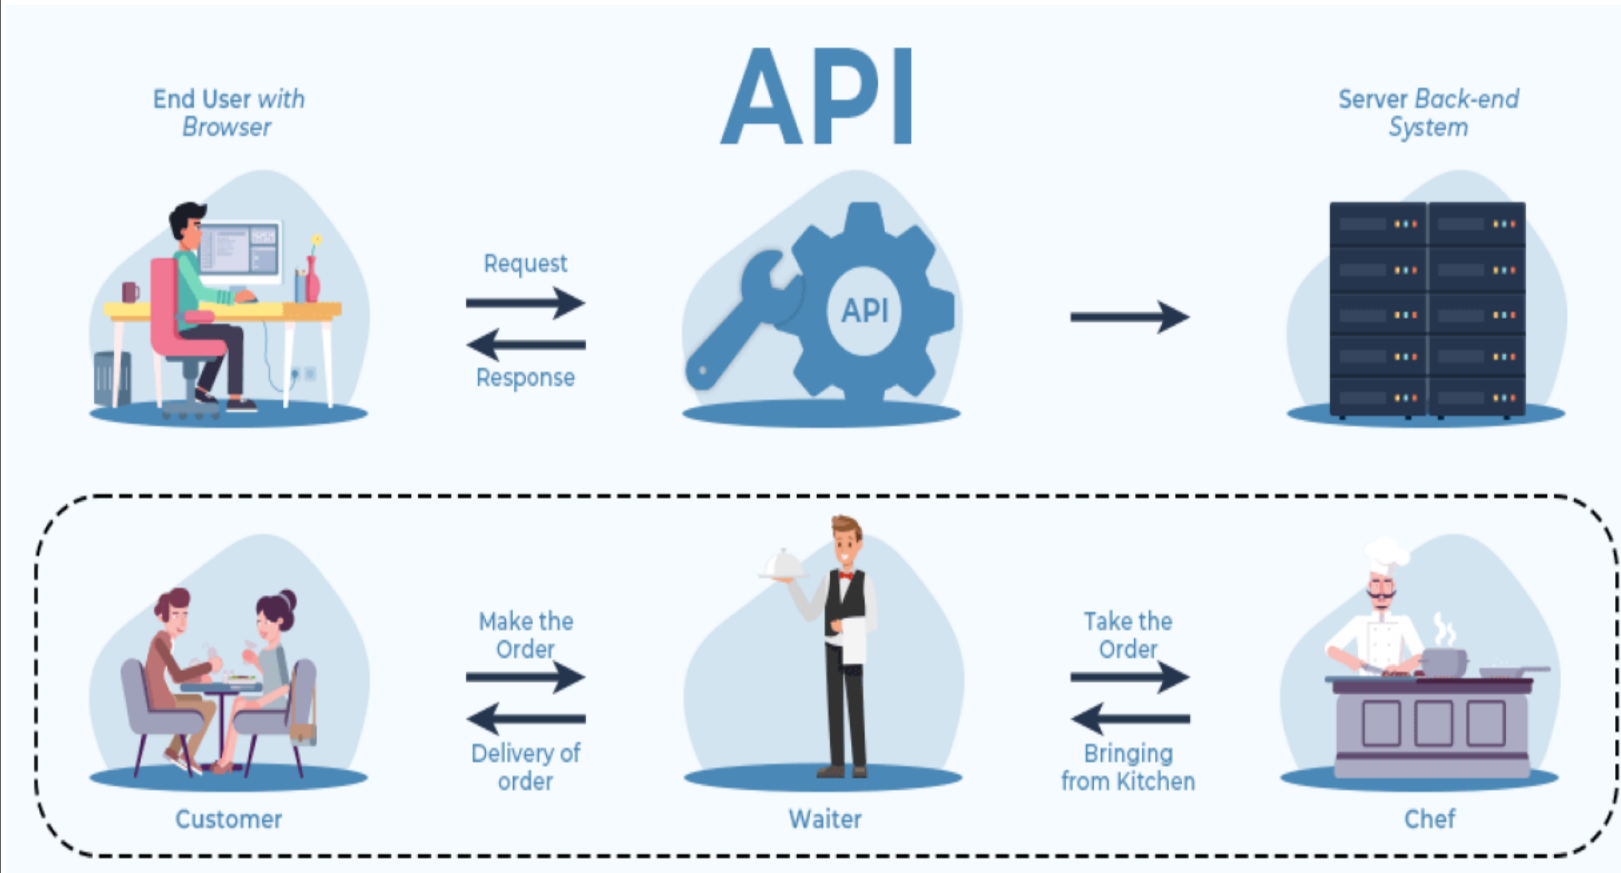 API
End User with
Browser
Server Back-end
System
Request
Response
API
Make the
Order
Delivery of
order
Take the
Order
Bringing
from Kitchen
Customer
Waiter
Chef